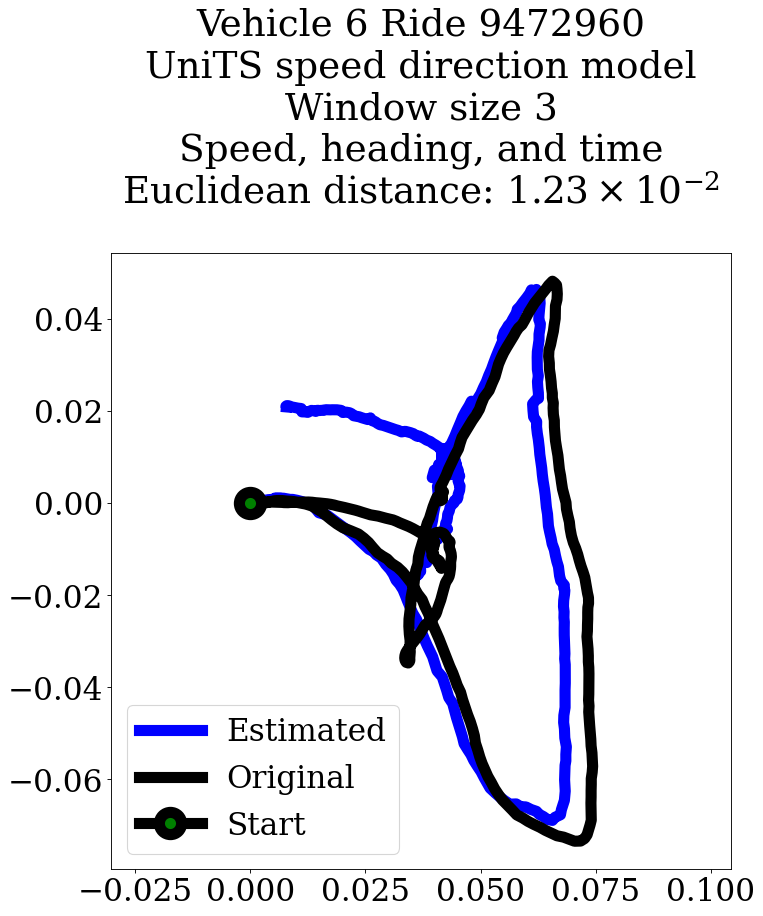 Vehicle 6 Ride 9472960
UniTS speed direction model
Window size 3
Speed, heading, and time
Euclidean distance: 1.23 × 10⁻²
0.04
0.02
0.00
−0.02
−0.04
−0.06
Estimated
Original
Start
−0.025 0.000 0.025 0.050 0.075 0.100